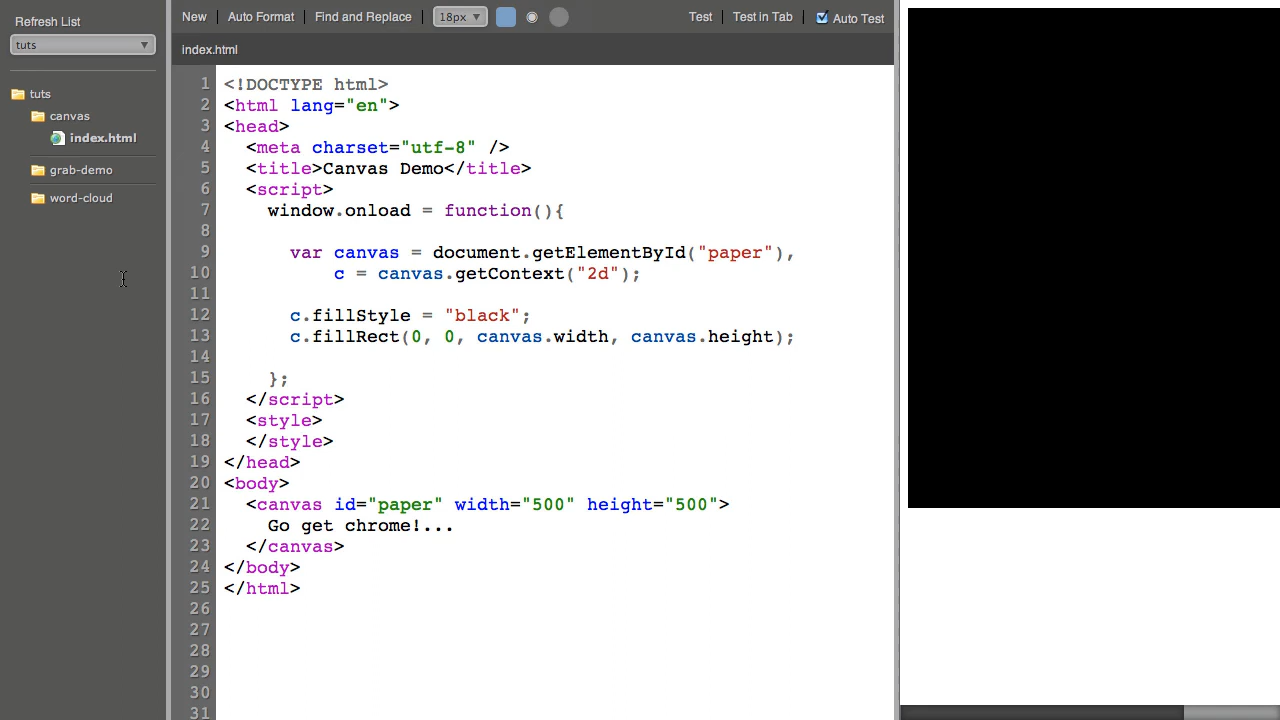 Refresh List
tuts
tuts
canvas
index.html
grab-demo
word-cloud
New Auto Format Find and Replace 18px Test Test in Tab Auto Test
index.html
1 <!DOCTYPE html>
2 <html lang="en">
3 <head>
4 <meta charset="utf-8" />
5 <title>Canvas Demo</title>
6 <script>
7 window.onload = function(){
8
9 var canvas = document.getElementById("paper"),
10 c = canvas.getContext("2d");
11
12 c.fillStyle = "black";
13 c.fillRect(0, 0, canvas.width, canvas.height);
14
15 };
16 </script>
17 <style>
18 </style>
19 </head>
20 <body>
21 <canvas id="paper" width="500" height="500">
22 Go get chrome!...
23 </canvas>
24 </body>
25 </html>
26
27
28
29
30
31